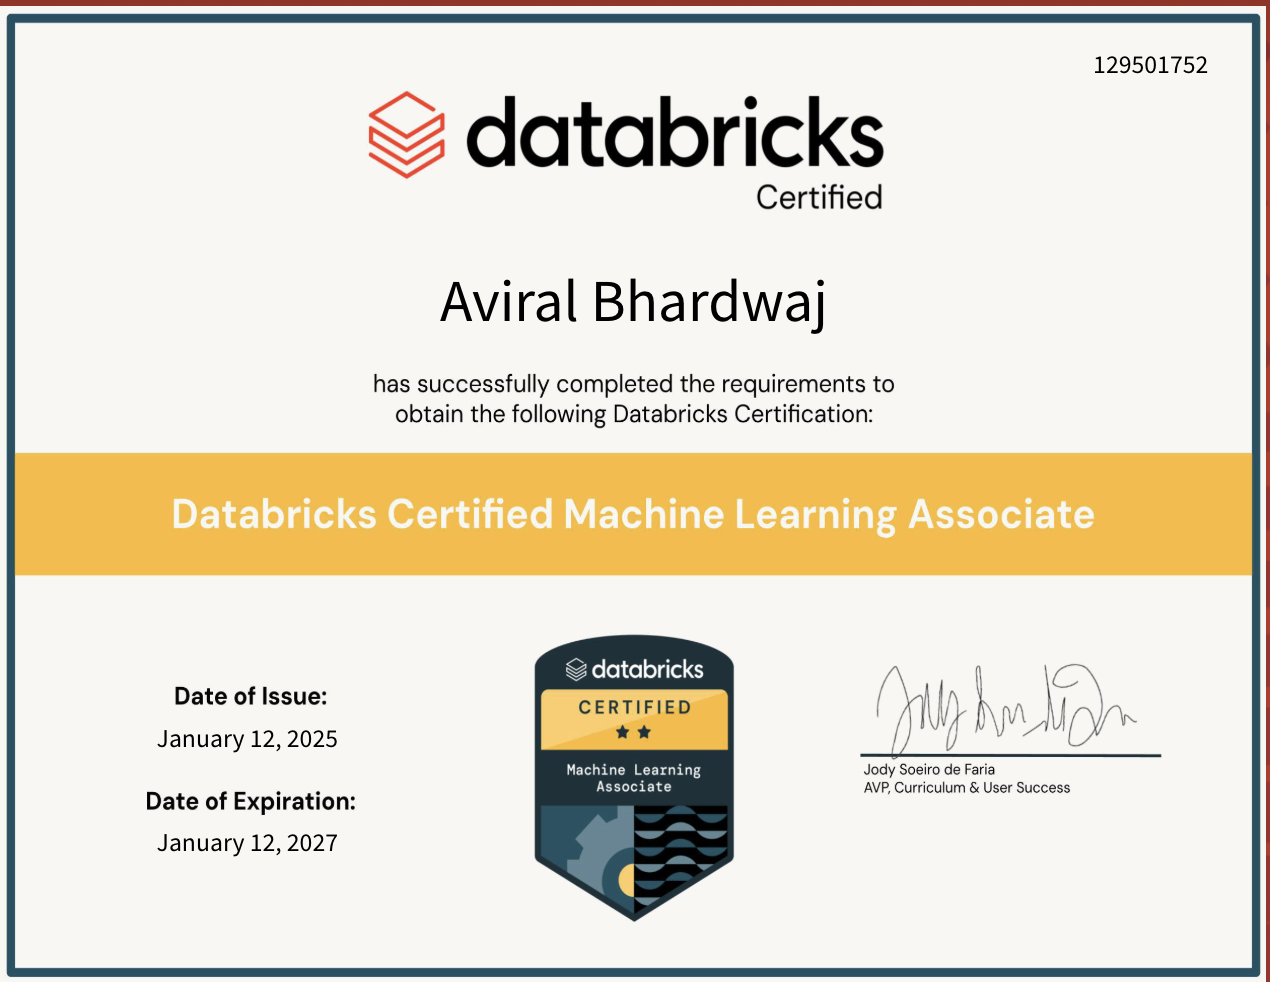 129501752
databricks
Certified
Aviral Bhardwaj
has successfully completed the requirements to
obtain the following Databricks Certification:
Databricks Certified Machine Learning Associate
Date of Issue:
January 12, 2025
Date of Expiration:
January 12, 2027
databricks
CERTIFIED
Machine Learning
Associate
Jody Soeiro de Faria
AVP, Curriculum & User Success